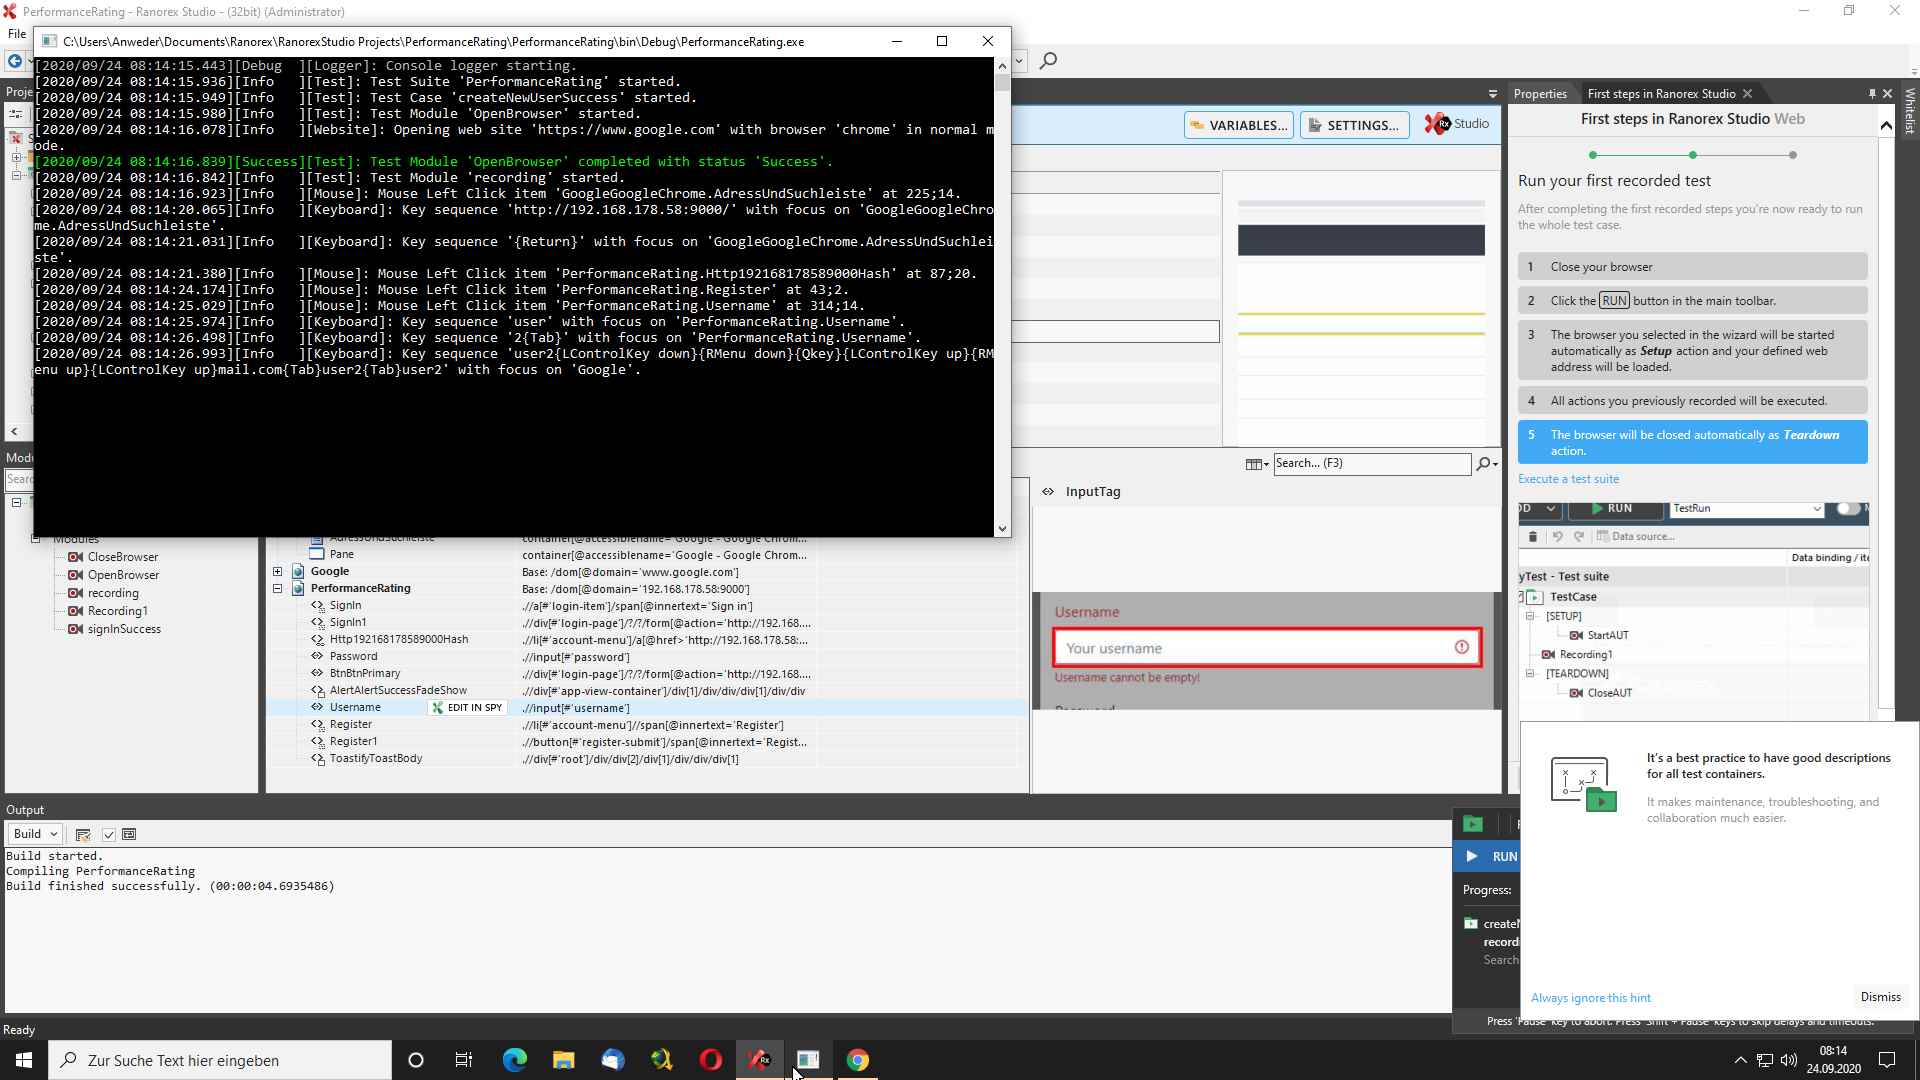 PerformanceRating - Ranorex Studio - (32bit) (Administrator)
File
C:\Users\Anweder\Documents\Ranorex\RanorexStudio Projects\PerformanceRating\PerformanceRating\bin\Debug\PerformanceRating.exe
[2020/09/24 08:14:15.443][Debug  ][Logger]: Console logger starting.
[2020/09/24 08:14:15.936][Info   ][Test]: Test Suite 'PerformanceRating' started.
[2020/09/24 08:14:15.949][Info   ][Test]: Test Case 'createNewUserSuccess' started.
[2020/09/24 08:14:15.980][Info   ][Test]: Test Module 'OpenBrowser' started.
[2020/09/24 08:14:16.078][Info   ][Website]: Opening web site 'https://www.google.com' with browser 'chrome' in normal m
ode.
[2020/09/24 08:14:16.839][Success][Test]: Test Module 'OpenBrowser' completed with status 'Success'.
[2020/09/24 08:14:16.842][Info   ][Test]: Test Module 'recording' started.
[2020/09/24 08:14:16.923][Info   ][Mouse]: Mouse Left Click item 'GoogleGoogleChrome.AdressUndSuchleiste' at 225;14.
[2020/09/24 08:14:20.065][Info   ][Keyboard]: Key sequence 'http://192.168.178.58:9000/' with focus on 'GoogleGoogleChro
me.AdressUndSuchleiste'.
[2020/09/24 08:14:21.031][Info   ][Keyboard]: Key sequence '{Return}' with focus on 'GoogleGoogleChrome.AdressUndSuchlei
ste'.
[2020/09/24 08:14:21.380][Info   ][Mouse]: Mouse Left Click item 'PerformanceRating.Http192168178589000Hash' at 87;20.
[2020/09/24 08:14:24.174][Info   ][Mouse]: Mouse Left Click item 'PerformanceRating.Register' at 43;2.
[2020/09/24 08:14:25.029][Info   ][Mouse]: Mouse Left Click item 'PerformanceRating.Username' at 314;14.
[2020/09/24 08:14:25.974][Info   ][Keyboard]: Key sequence 'user' with focus on 'PerformanceRating.Username'.
[2020/09/24 08:14:26.498][Info   ][Keyboard]: Key sequence '2{Tab}' with focus on 'PerformanceRating.Username'.
[2020/09/24 08:14:26.993][Info   ][Keyboard]: Key sequence 'user2{LControlKey down}{RMenu down}{Qkey}{LControlKey up}{RM
enu up}{LControlKey up}mail.com{Tab}user2{Tab}user2' with focus on 'Google'.
Proje
Modu
Sear
VARIABLES...
SETTINGS...
Rx Studio
Properties
First steps in Ranorex Studio
Whitelist
First steps in Ranorex Studio Web
Run your first recorded test
After completing the first recorded steps you're now ready to run
the whole test case.
1 Close your browser
2 Click the RUN button in the main toolbar.
3 The browser you selected in the wizard will be started
automatically as Setup action and your defined web
address will be loaded.
4 All actions you previously recorded will be executed.
5 The browser will be closed automatically as Teardown
action.
Execute a test suite
RUN
TestRun
Data source...
Data binding / ite
yTest - Test suite
TestCase
[SETUP]
StartAUT
Recording1
[TEARDOWN]
CloseAUT
Search... (F3)
InputTag
Username
Your username
Username cannot be empty!
Password
Modules
CloseBrowser
OpenBrowser
recording
Recording1
signInSuccess
AdressUndSuchleiste container[@accessiblename='Google - Google Chrom...
Pane container[@accessiblename='Google - Google Chrom...
Google Base: /dom[@domain='www.google.com']
PerformanceRating Base: /dom[@domain='192.168.178.58:9000']
SignIn .//a[#'login-item']/span[@innertext='Sign in']
SignIn1 .//div[#'login-page']/?/?/form[@action='http://192.168....
Http192168178589000Hash .//li[#'account-menu']/a[@href>'http://192.168.178.58:...
Password .//input[#'password']
BtnBtnPrimary .//div[#'login-page']/?/?/form[@action='http://192.168....
AlertAlertSuccessFadeShow .//div[#'app-view-container']/div[1]/div/div/div[1]/div/div
Username EDIT IN SPY .//input[#'username']
Register .//li[#'account-menu']//span[@innertext='Register']
Register1 .//button[#'register-submit']/span[@innertext='Regist...
ToastifyToastBody .//div[#'root']/div/div[2]/div[1]/div/div/div[1]
It's a best practice to have good descriptions
for all test containers.
It makes maintenance, troubleshooting, and
collaboration much easier.
Always ignore this hint
Dismiss
RUN
Progress:
createN
recordi
Search
Press 'Pause' key to abort. Press 'Shift + Pause' keys to skip delays and timeouts.
Output
Build
Build started.
Compiling PerformanceRating
Build finished successfully. (00:00:04.6935486)
Ready
Zur Suche Text hier eingeben
Rx
08:14
24.09.2020